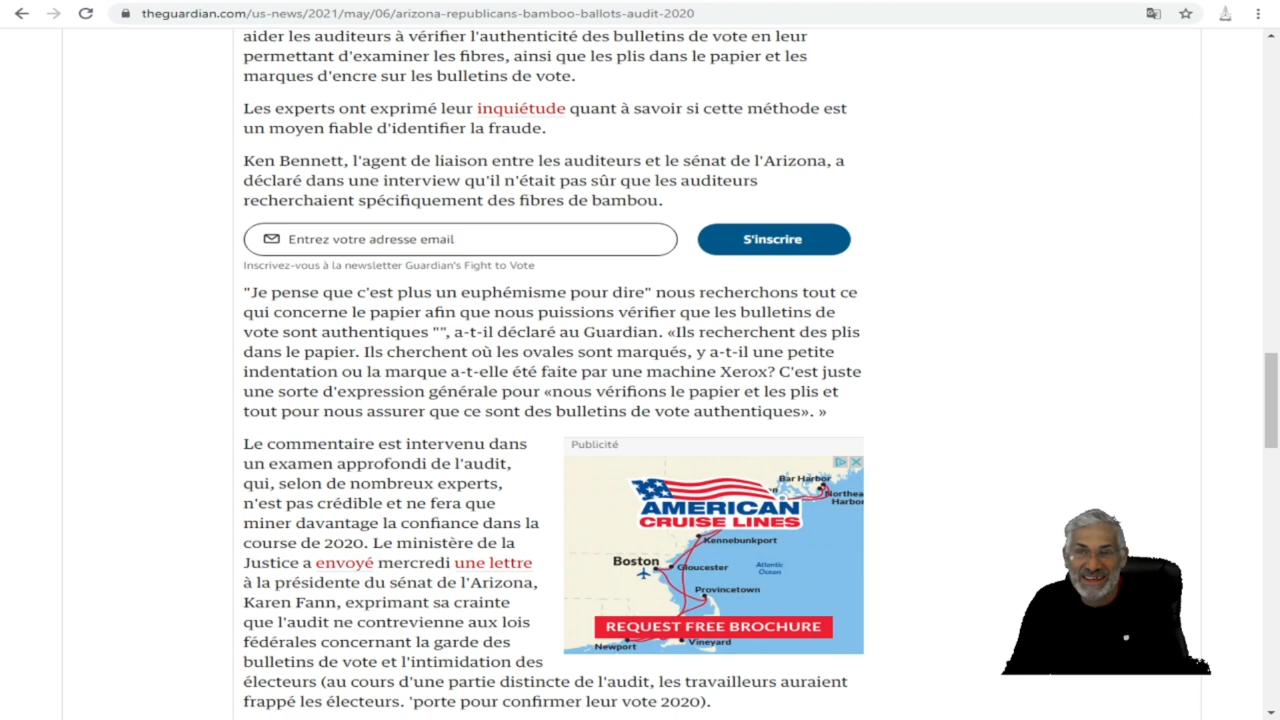 theguardian.com/us-news/2021/may/06/arizona-republicans-bamboo-ballots-audit-2020
aider les auditeurs à vérifier l'authenticité des bulletins de vote en leur
permettant d'examiner les fibres, ainsi que les plis dans le papier et les
marques d'encre sur les bulletins de vote.
Les experts ont exprimé leur inquiétude quant à savoir si cette méthode est
un moyen fiable d'identifier la fraude.
Ken Bennett, l'agent de liaison entre les auditeurs et le sénat de l'Arizona, a
déclaré dans une interview qu'il n'était pas sûr que les auditeurs
recherchaient spécifiquement des fibres de bambou.
Entrez votre adresse email
S'inscrire
Inscrivez-vous à la newsletter Guardian's Fight to Vote
"Je pense que c'est plus un euphémisme pour dire" nous recherchons tout ce
qui concerne le papier afin que nous puissions vérifier que les bulletins de
vote sont authentiques "", a-t-il déclaré au Guardian. «Ils recherchent des plis
dans le papier. Ils cherchent où les ovales sont marqués, y a-t-il une petite
indentation ou la marque a-t-elle été faite par une machine Xerox? C'est juste
une sorte d'expression générale pour «nous vérifions le papier et les plis et
tout pour nous assurer que ce sont des bulletins de vote authentiques». »
Le commentaire est intervenu dans
un examen approfondi de l'audit,
qui, selon de nombreux experts,
n'est pas crédible et ne fera que
miner davantage la confiance dans la
course de 2020. Le ministère de la
Justice a envoyé mercredi une lettre
à la présidente du sénat de l'Arizona,
Karen Fann, exprimant sa crainte
que l'audit ne contrevienne aux lois
fédérales concernant la garde des
bulletins de vote et l'intimidation des
électeurs (au cours d'une partie distincte de l'audit, les travailleurs auraient
frappé les électeurs. 'porte pour confirmer leur vote 2020).
Publicité
Bar Harbor
Northea
Harbor
AMERICAN
CRUISE LINES
Kennebunkport
Boston
Gloucester
Atlantic
Ocean
Provincetown
REQUEST FREE BROCHURE
Vineyard
Newport